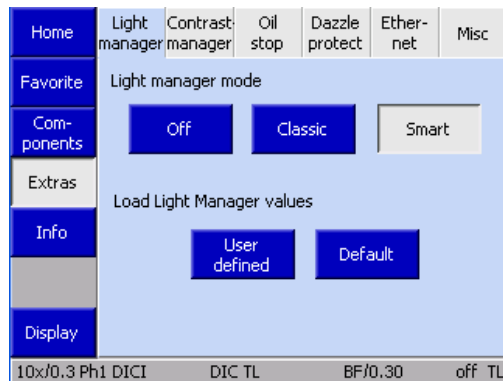 Home
Light manager
Contrast- manager
Oil stop
Dazzle protect
Ether- net
Misc
Favorite
Com- ponents
Extras
Info
Display
Light manager mode
Off
Classic
Smart
Load Light Manager values
User defined
Default
10x/0.3 Ph1 DICI
DIC TL
BF/0.30
off TL